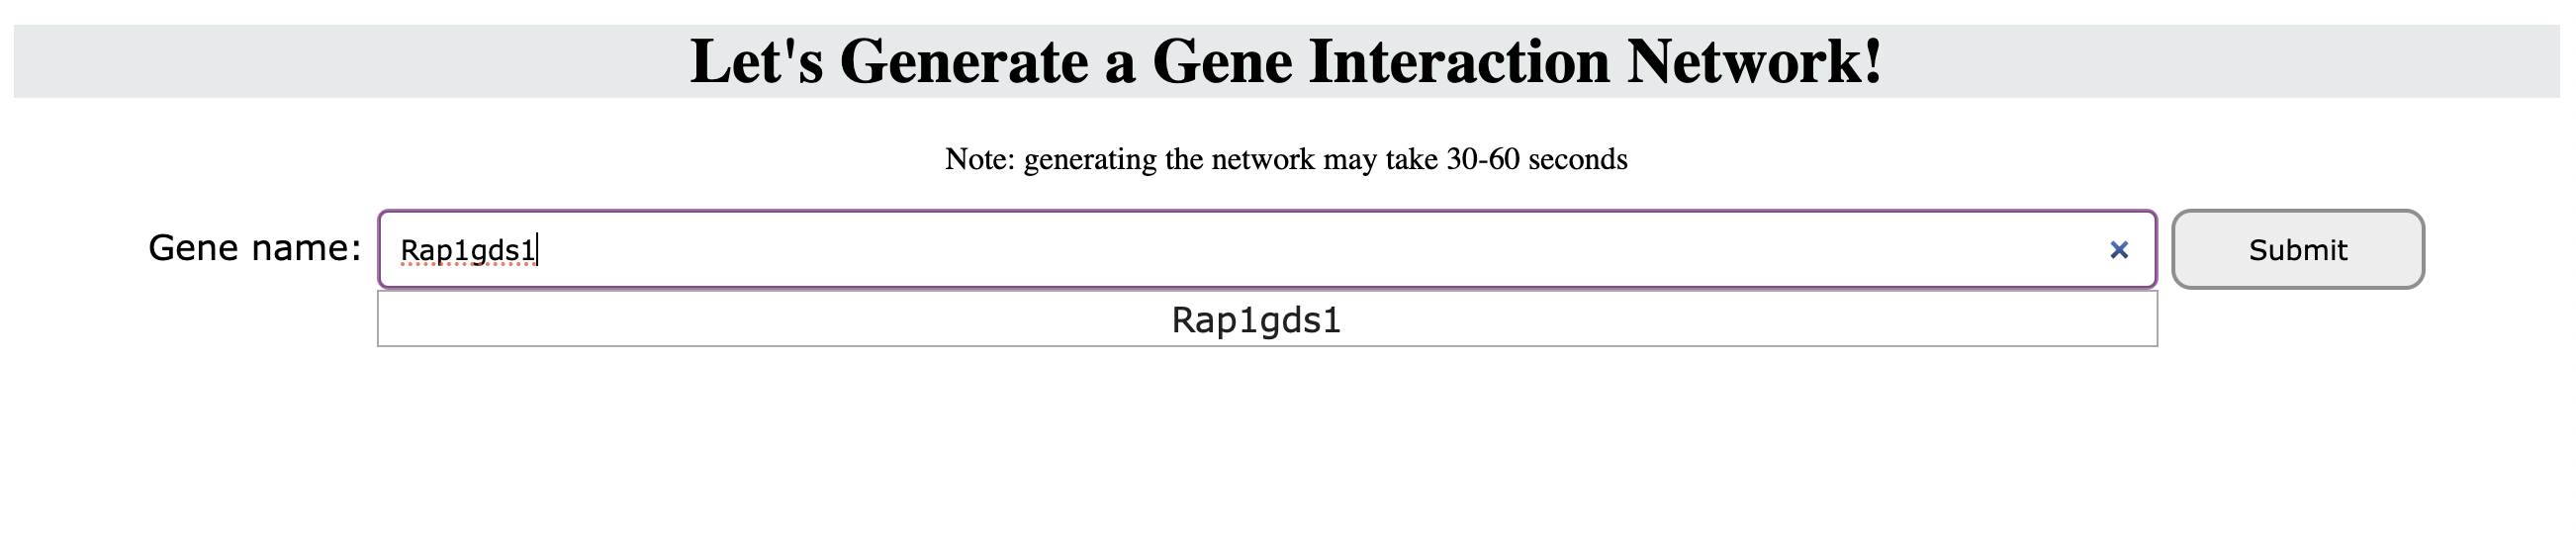 Let's Generate a Gene Interaction Network!
Note: generating the network may take 30-60 seconds
Gene name: Rap1gds1 × Submit
Rap1gds1